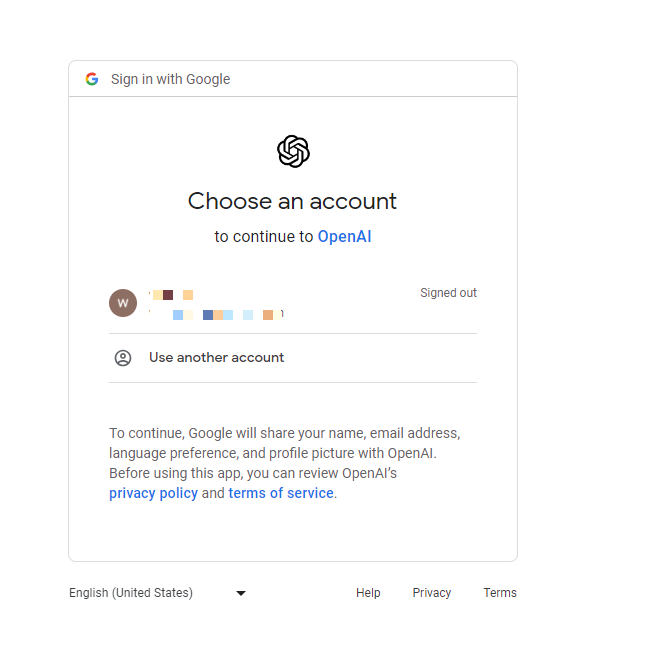 Sign in with Google
Choose an account
to continue to OpenAI
W
Signed out
Use another account
To continue, Google will share your name, email address,
language preference, and profile picture with OpenAI.
Before using this app, you can review OpenAI's
privacy policy and terms of service.
English (United States)
Help Privacy Terms